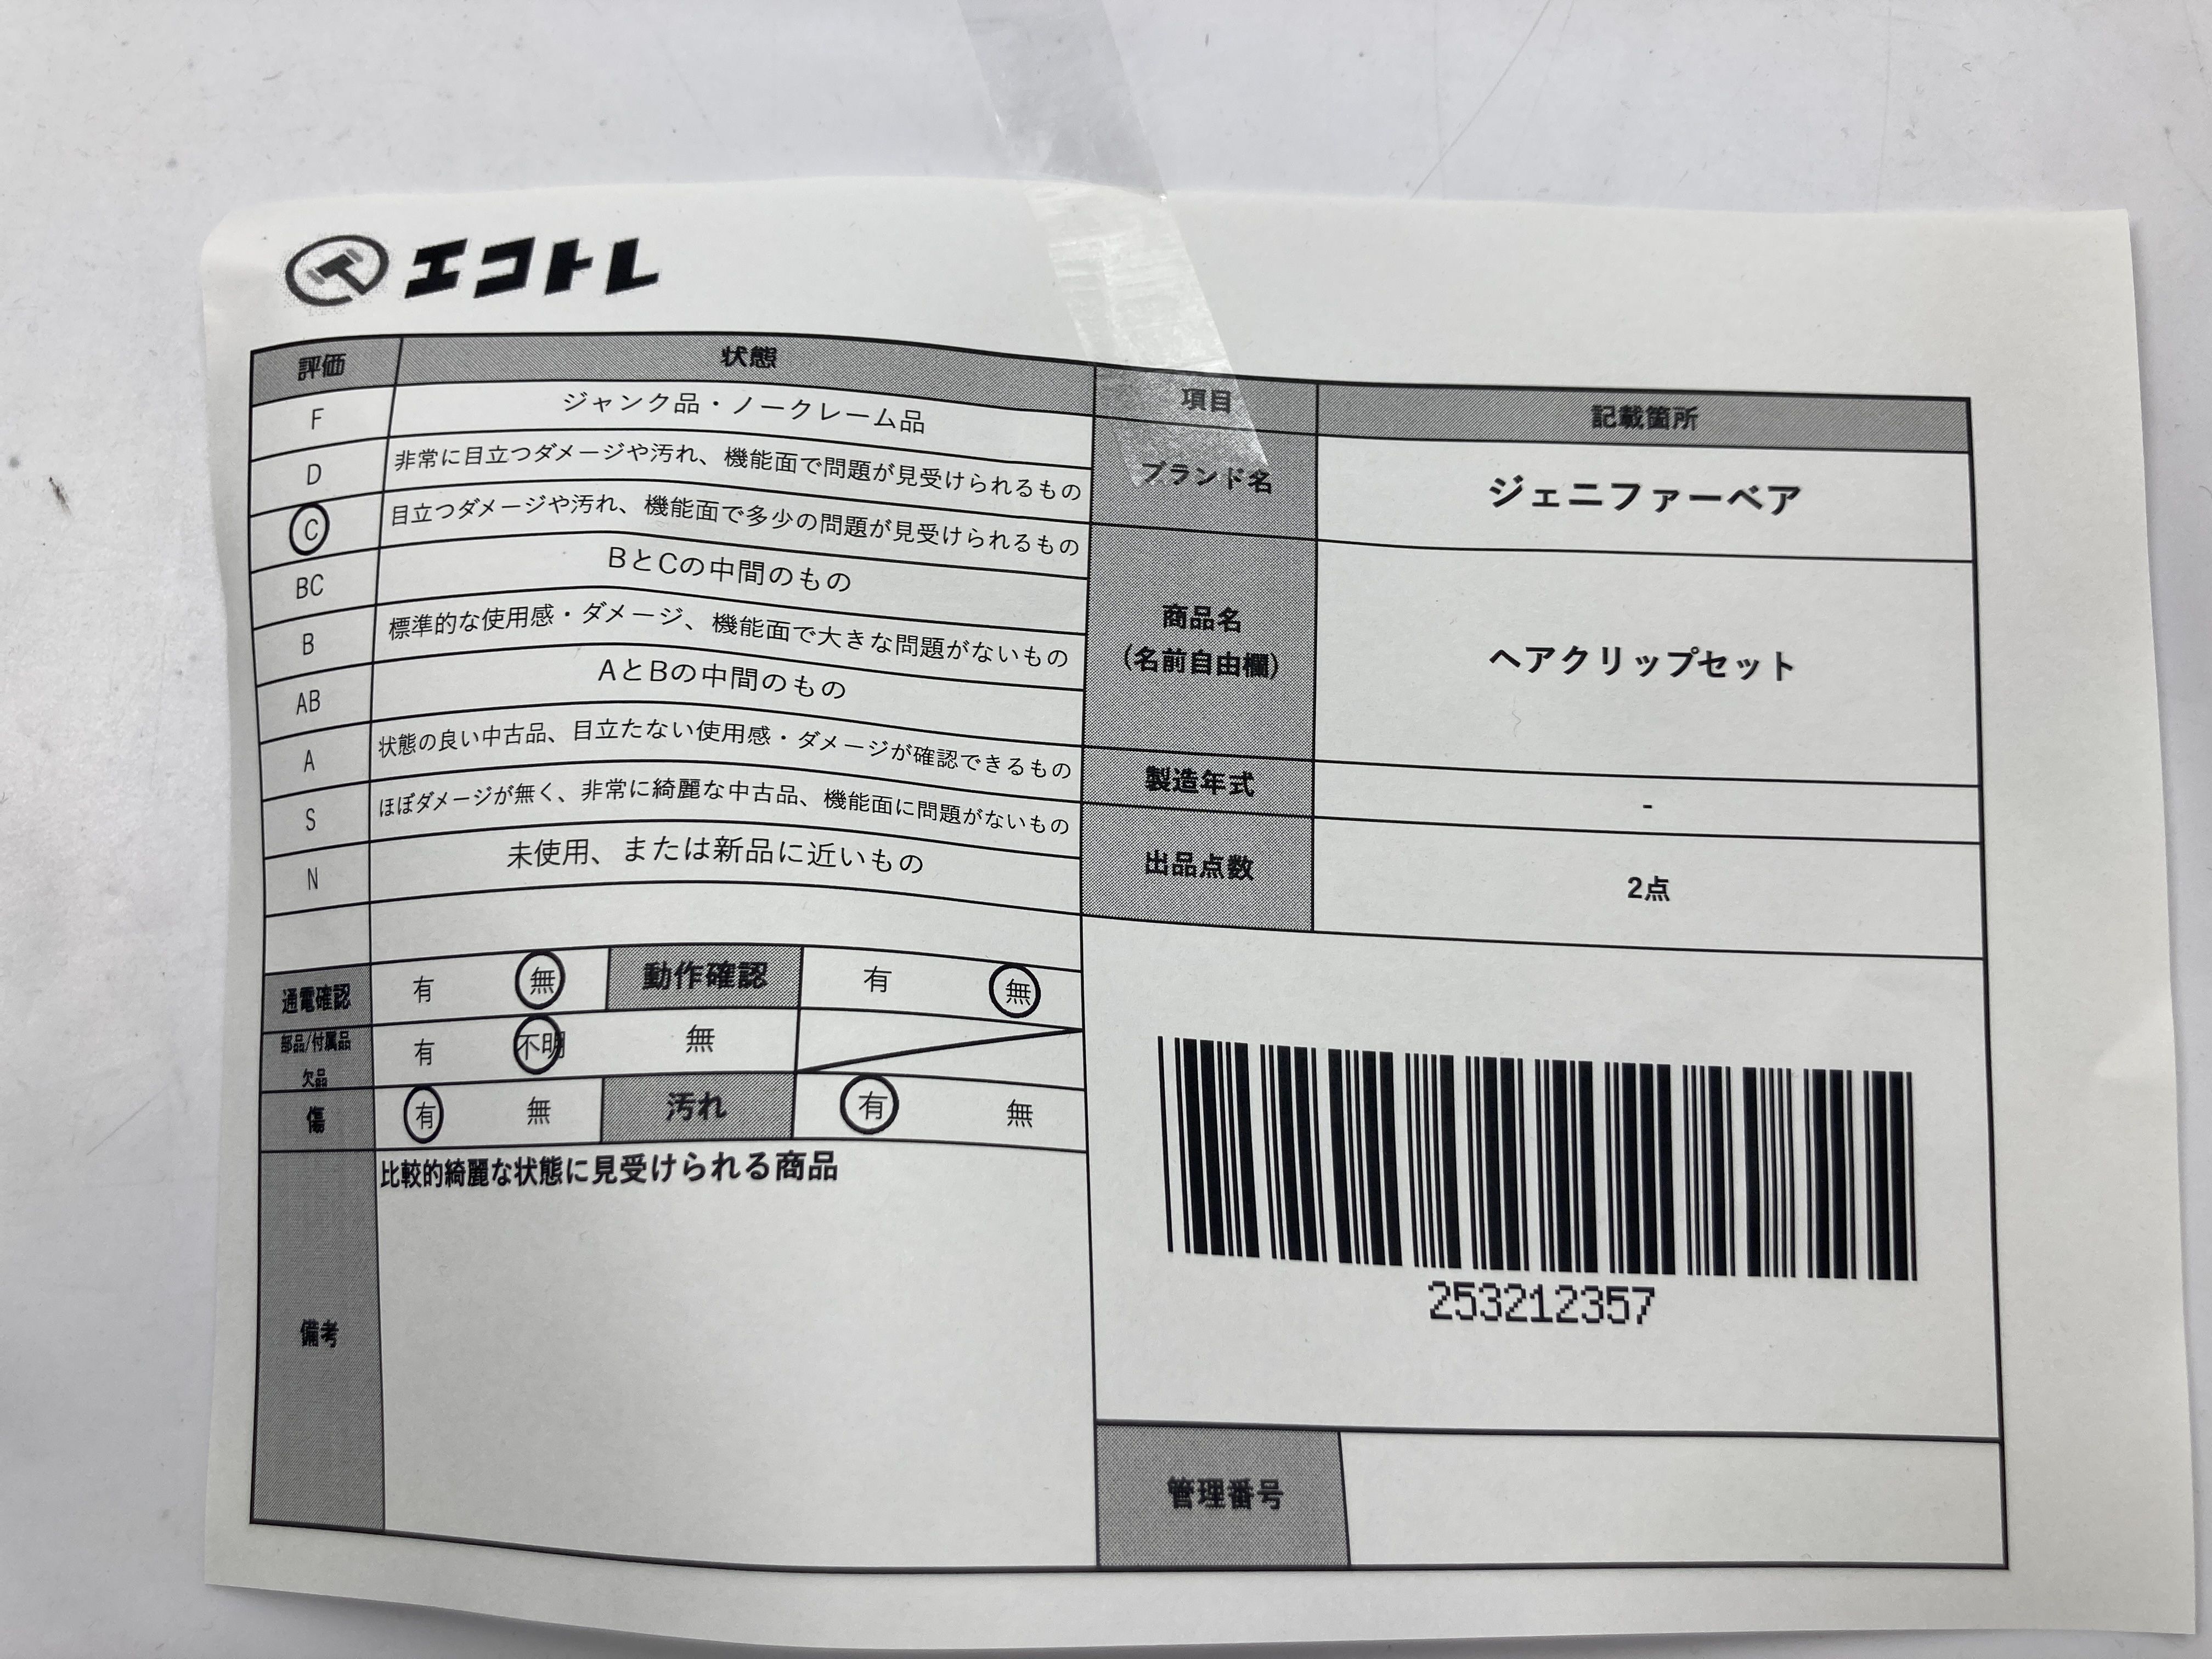 エコトレ
評価 状態
F ジャンク品・ノークレーム品
D 非常に目立つダメージや汚れ、機能面で問題が見受けられるもの
C 目立つダメージや汚れ、機能面で多少の問題が見受けられるもの
BC BとCの中間のもの
B 標準的な使用感・ダメージ、機能面で大きな問題がないもの
AB AとBの中間のもの
A 状態の良い中古品、目立たない使用感・ダメージが確認できるもの
S ほぼダメージが無く、非常に綺麗な中古品、機能面に問題がないもの
N 未使用、または新品に近いもの
通電確認 有 無 動作確認 有 無
部品/付属品
欠品 有 不明 無
傷 有 無 汚れ 有 無
備考 比較的綺麗な状態に見受けられる商品
項目 記載箇所
ブランド名 ジェニファーベア
商品名
(名前自由欄) ヘアクリップセット
製造年式 -
出品点数 2点
253212357
管理番号